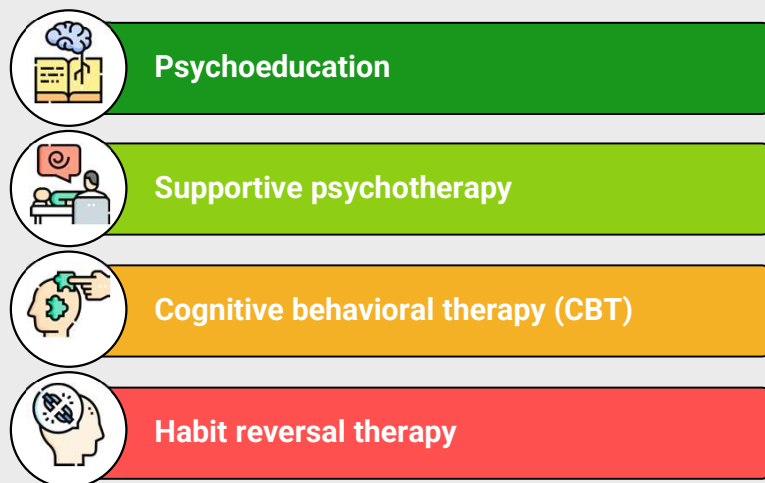 Psychoeducation
Supportive psychotherapy
Cognitive behavioral therapy (CBT)
Habit reversal therapy